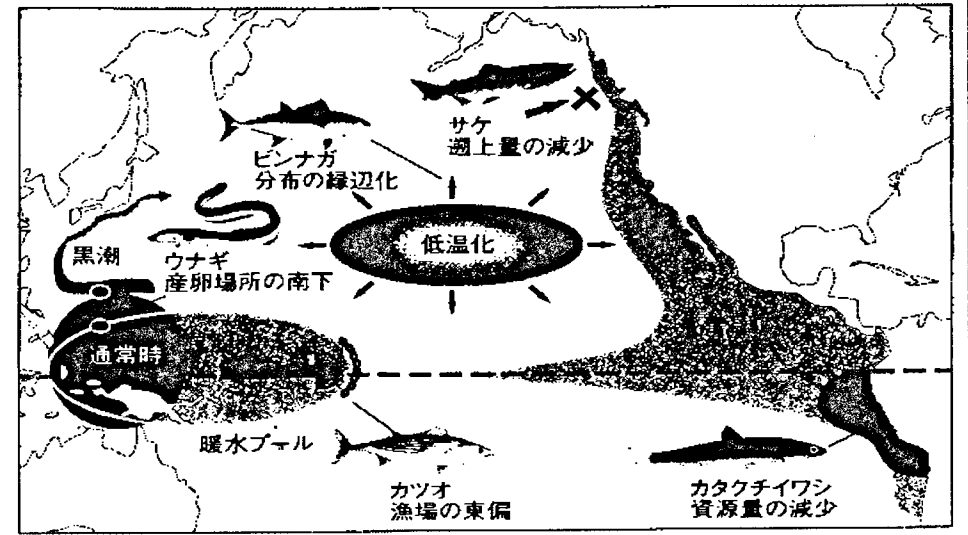 サケ
遡上量の減少
ビンナガ
分布の縁辺化
低温化
黒潮
ウナギ
産卵場所の南下
通常時
暖水プール
カツオ
漁場の東偏
カタクチイワシ
資源量の減少